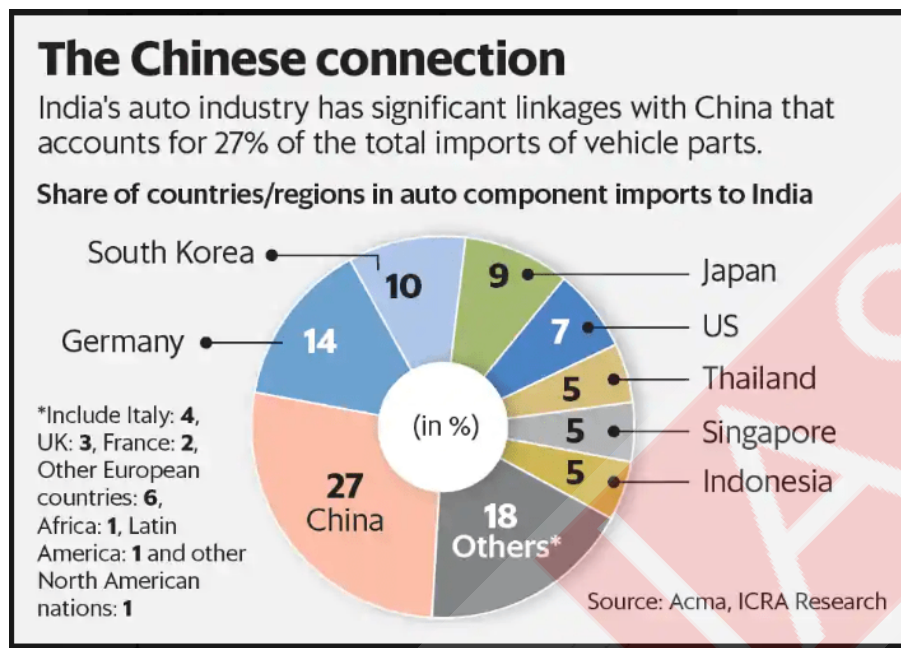 The Chinese connection
India's auto industry has significant linkages with China that
accounts for 27% of the total imports of vehicle parts.
Share of countries/regions in auto component imports to India
South Korea
10
9
Japan
Germany
14
7
US
5
Thailand
(in %)
5
Singapore
5
Indonesia
27
China
18
Others*
*Include Italy: 4,
UK: 3, France: 2,
Other European
countries: 6,
Africa: 1, Latin
America: 1 and other
North American
nations: 1
Source: Acma, ICRA Research